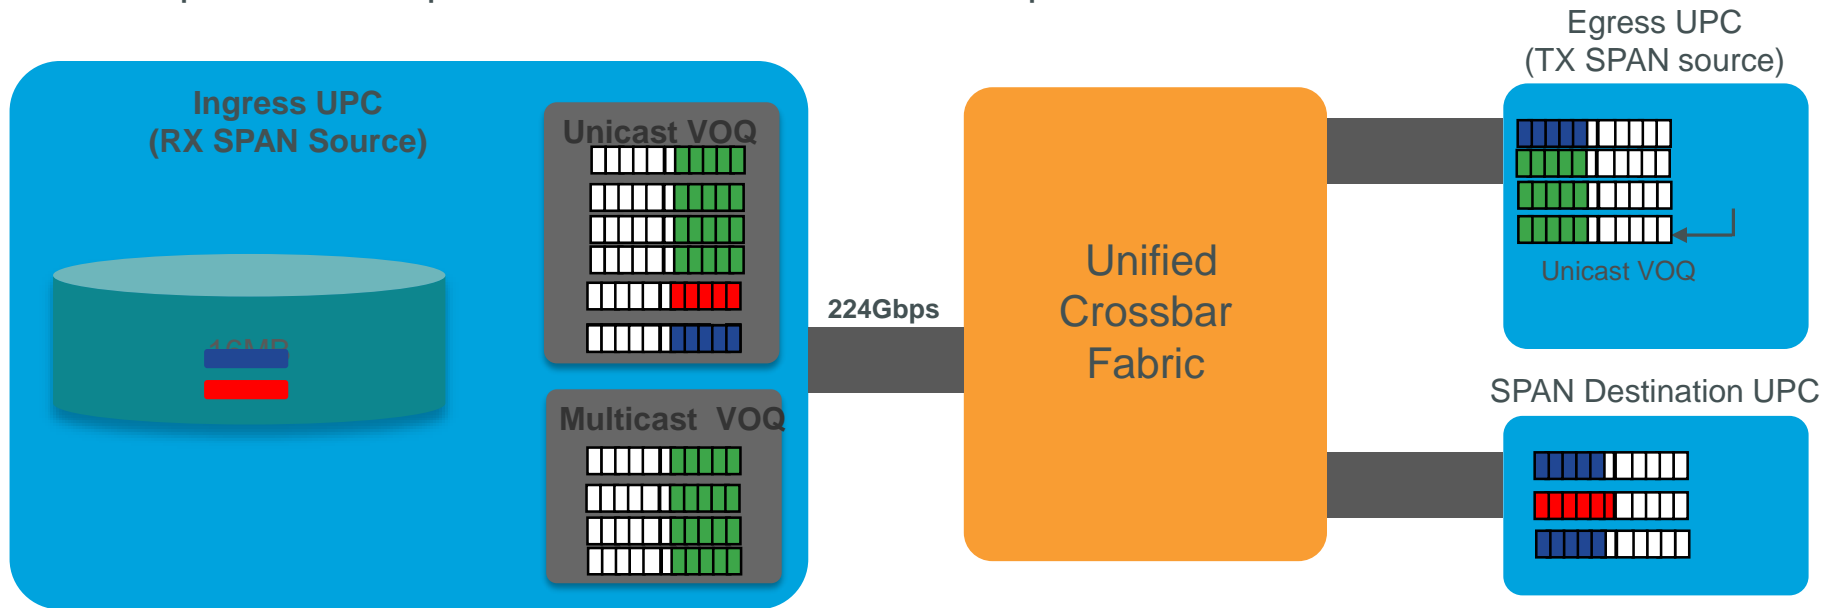 Egress UPC
(TX SPAN source)
Ingress UPC
(RX SPAN Source)
Unicast VOQ
224Gbps
Unified
Crossbar
Fabric
Unicast VOQ
16MB
SPAN Destination UPC
Multicast VOQ